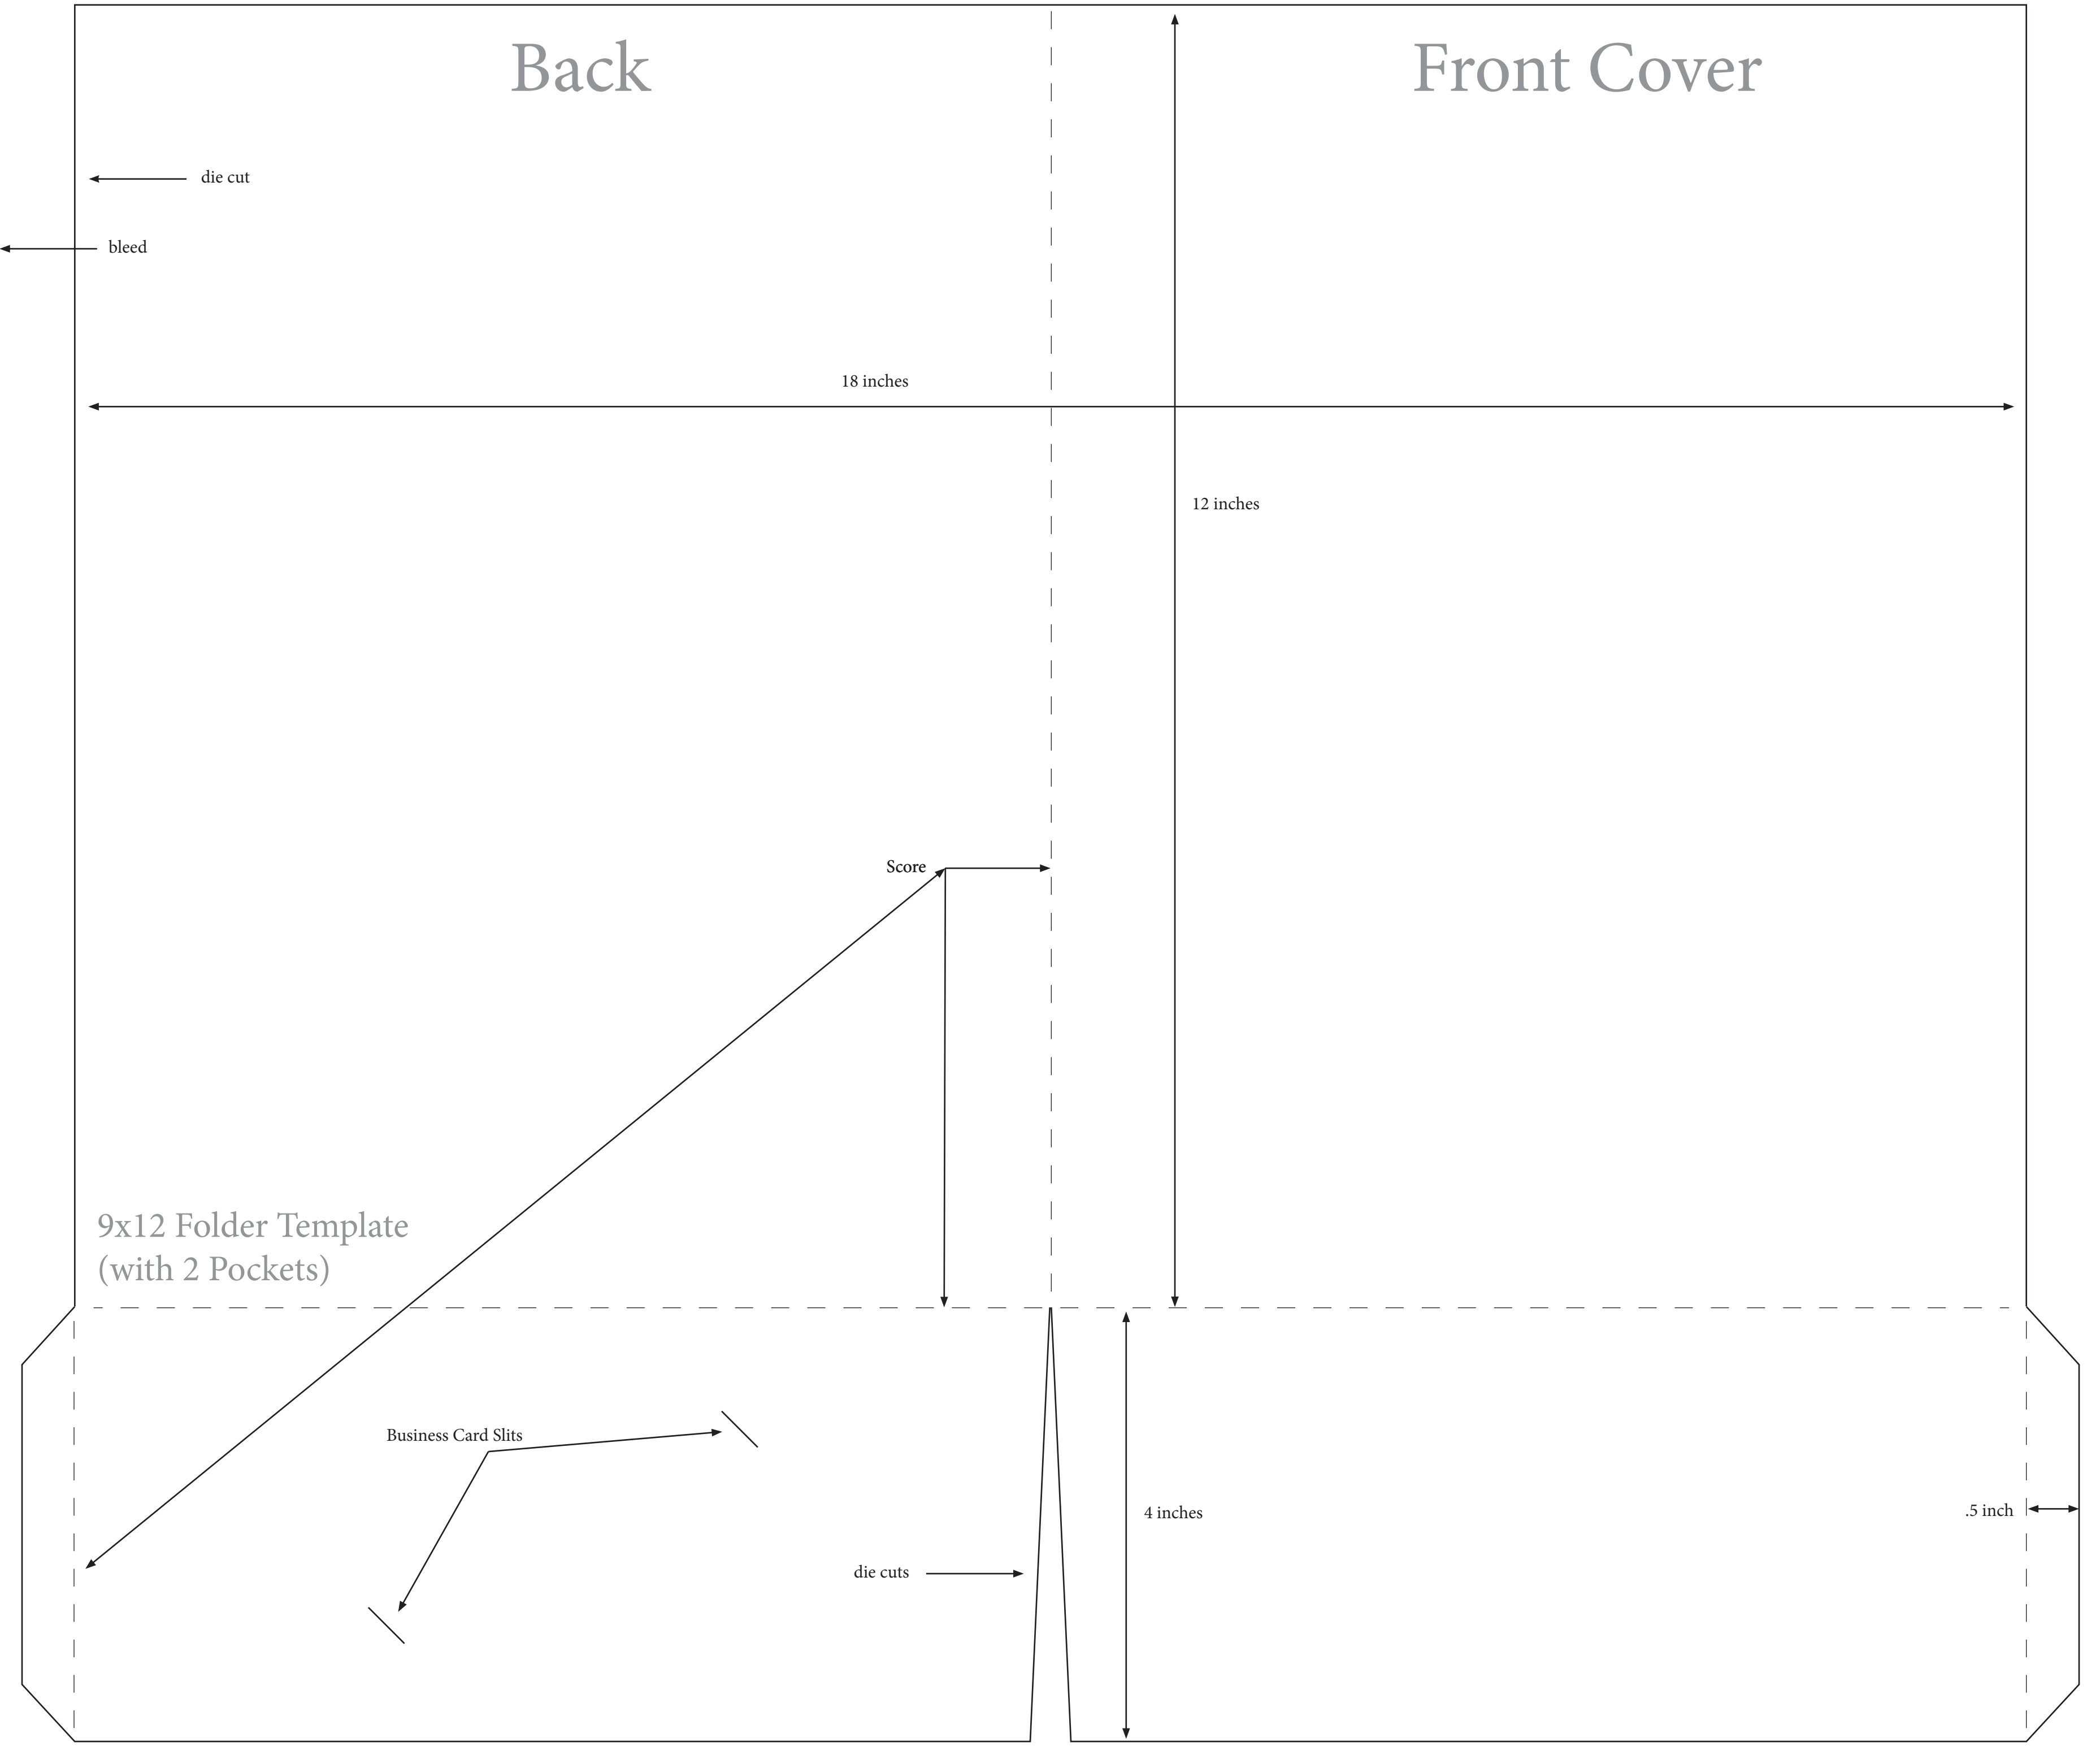 Back
Front Cover
die cut
bleed
18 inches
12 inches
Score
9x12 Folder Template
(with 2 Pockets)
Business Card Slits
4 inches
.5 inch
die cuts